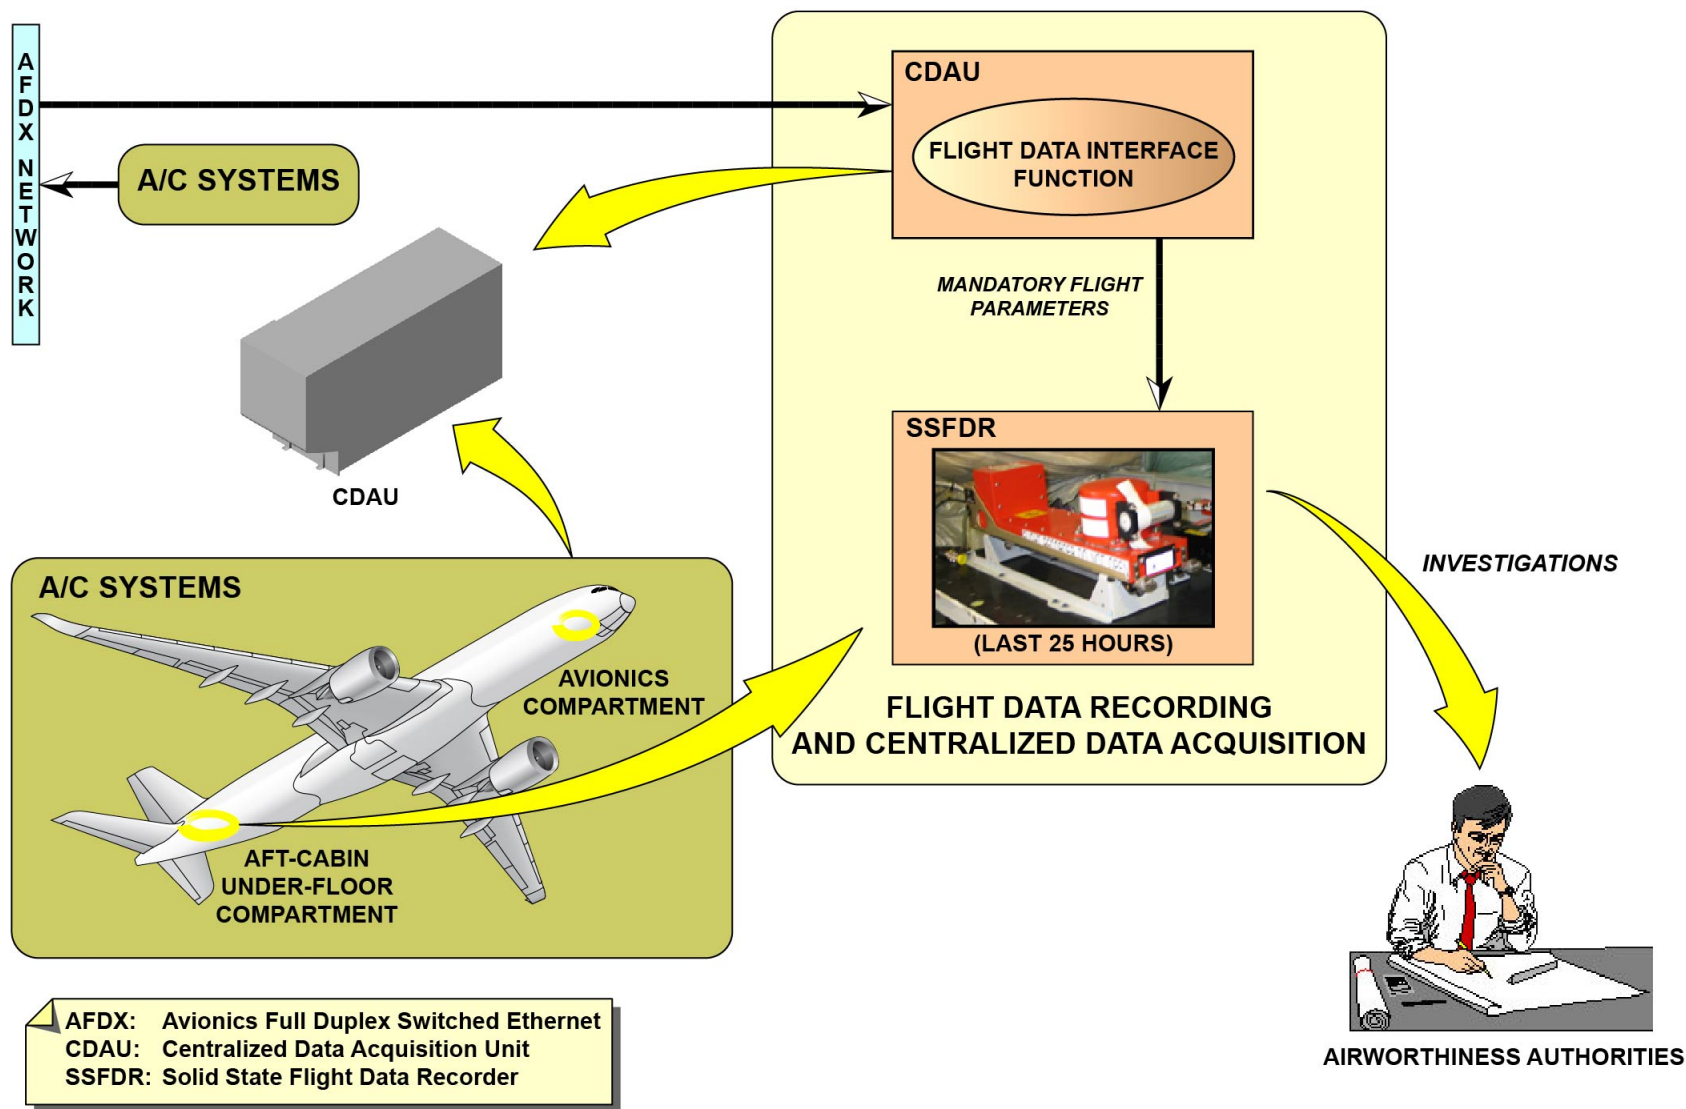 AFDX NETWORK
A/C SYSTEMS
CDAU
FLIGHT DATA INTERFACE
FUNCTION
MANDATORY FLIGHT
PARAMETERS
CDAU
SSFDR
(LAST 25 HOURS)
FLIGHT DATA RECORDING
AND CENTRALIZED DATA ACQUISITION
INVESTIGATIONS
A/C SYSTEMS
AVIONICS
COMPARTMENT
AFT-CABIN
UNDER-FLOOR
COMPARTMENT
AIRWORTHINESS AUTHORITIES
AFDX: Avionics Full Duplex Switched Ethernet
CDAU: Centralized Data Acquisition Unit
SSFDR: Solid State Flight Data Recorder